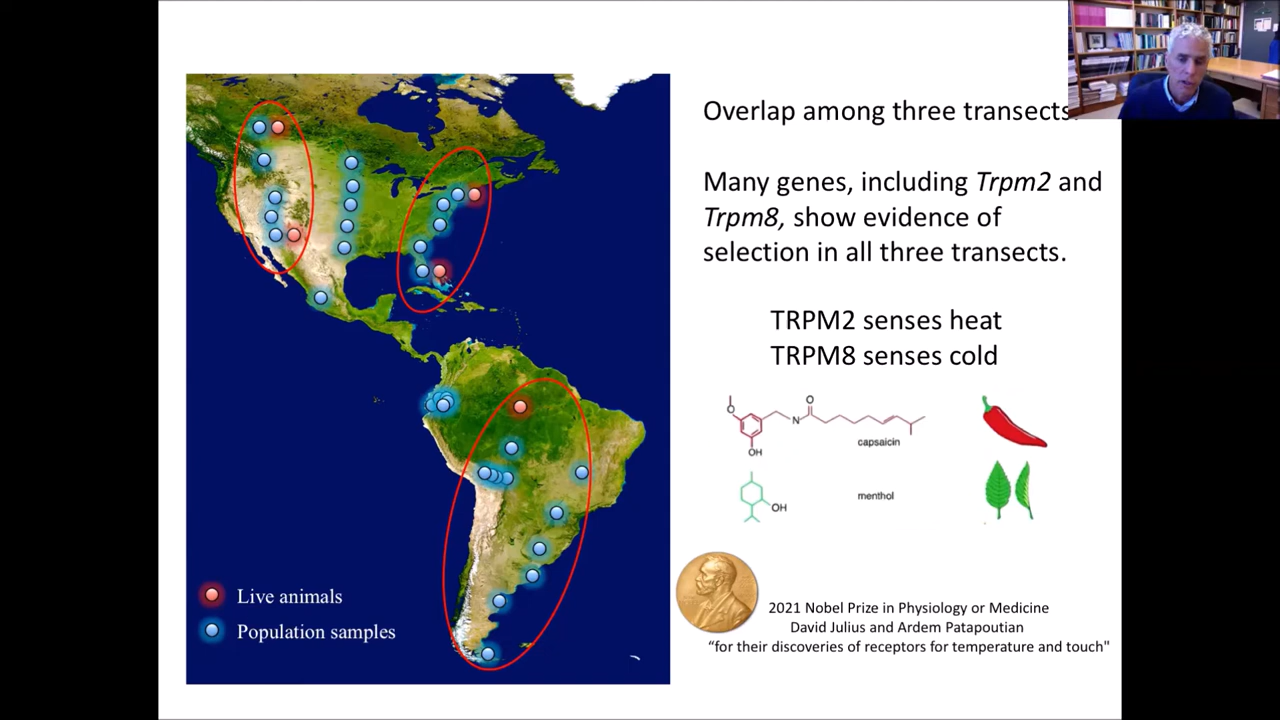 Overlap among three transects.
Many genes, including Trpm2 and
Trpm8, show evidence of
selection in all three transects.
TRPM2 senses heat
TRPM8 senses cold
O
O
N
H
OH
capsaicin
OH
menthol
Live animals
Population samples
2021 Nobel Prize in Physiology or Medicine
David Julius and Ardem Patapoutian
“for their discoveries of receptors for temperature and touch"